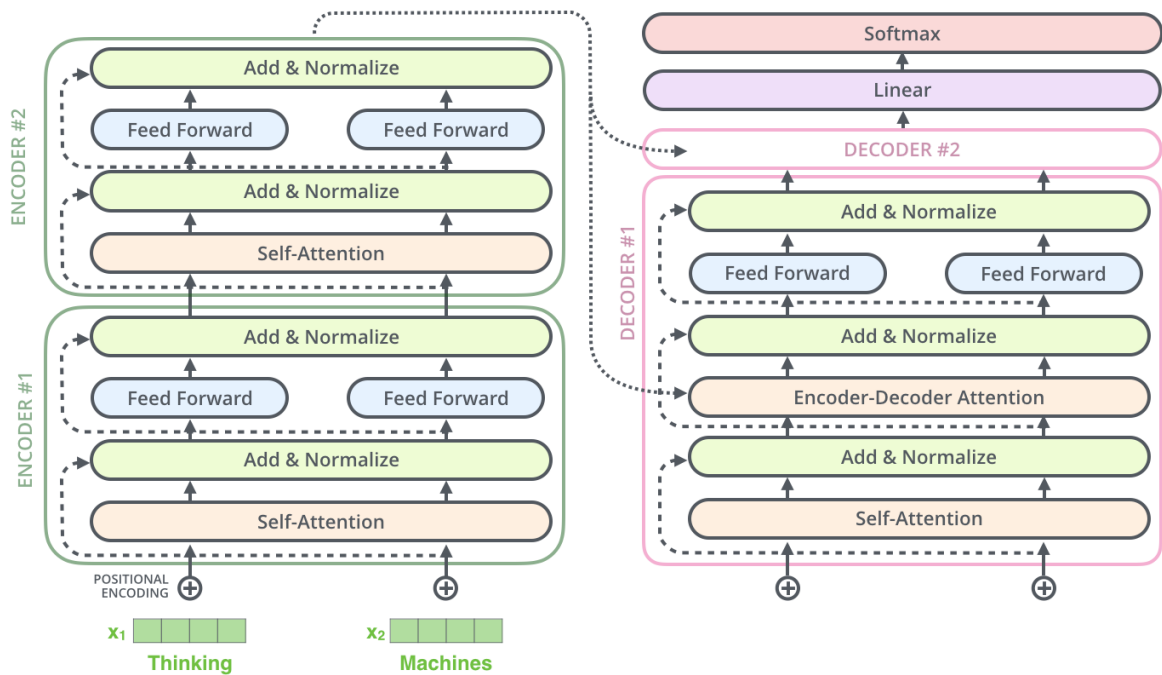 ENCODER #2
Add & Normalize
Feed Forward
Feed Forward
Add & Normalize
Self-Attention
ENCODER #1
Add & Normalize
Feed Forward
Feed Forward
Add & Normalize
Self-Attention
POSITIONAL
ENCODING
x₁
x₂
Thinking
Machines
Softmax
Linear
DECODER #2
DECODER #1
Add & Normalize
Feed Forward
Feed Forward
Add & Normalize
Encoder-Decoder Attention
Add & Normalize
Self-Attention